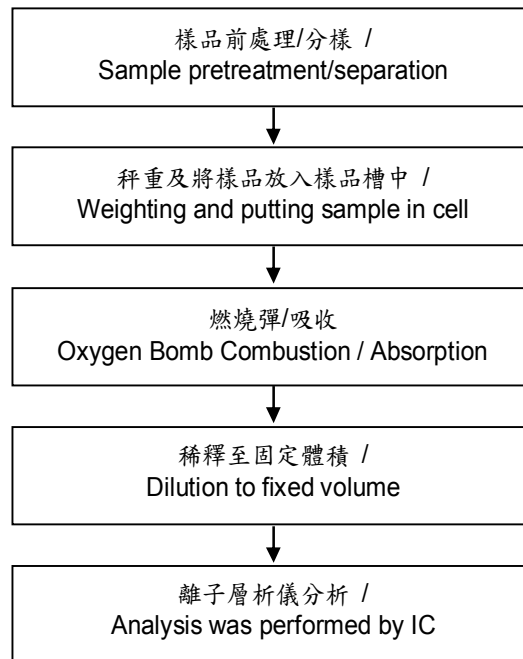 樣品前處理/分樣 /
Sample pretreatment/separation
秤重及將樣品放入樣品槽中 /
Weighting and putting sample in cell
燃燒彈/吸收
Oxygen Bomb Combustion / Absorption
稀釋至固定體積 /
Dilution to fixed volume
離子層析儀分析 /
Analysis was performed by IC